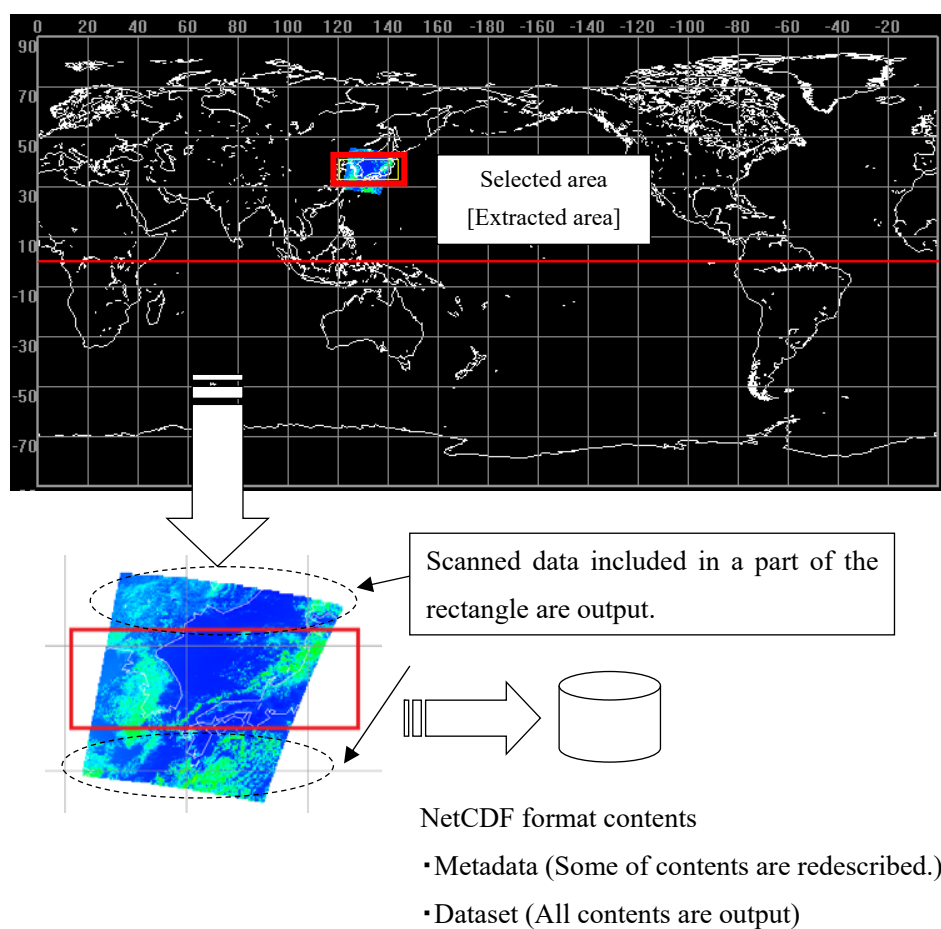 0 20 40 60 80 100 120 140 160 -180 -160 -140 -120 -100 -80 -60 -40 -20
90
70
50
30
10
-10
-30
-50
-70
Selected area
[Extracted area]
Scanned data included in a part of the
rectangle are output.
NetCDF format contents
・Metadata (Some of contents are redescribed.)
・Dataset (All contents are output)